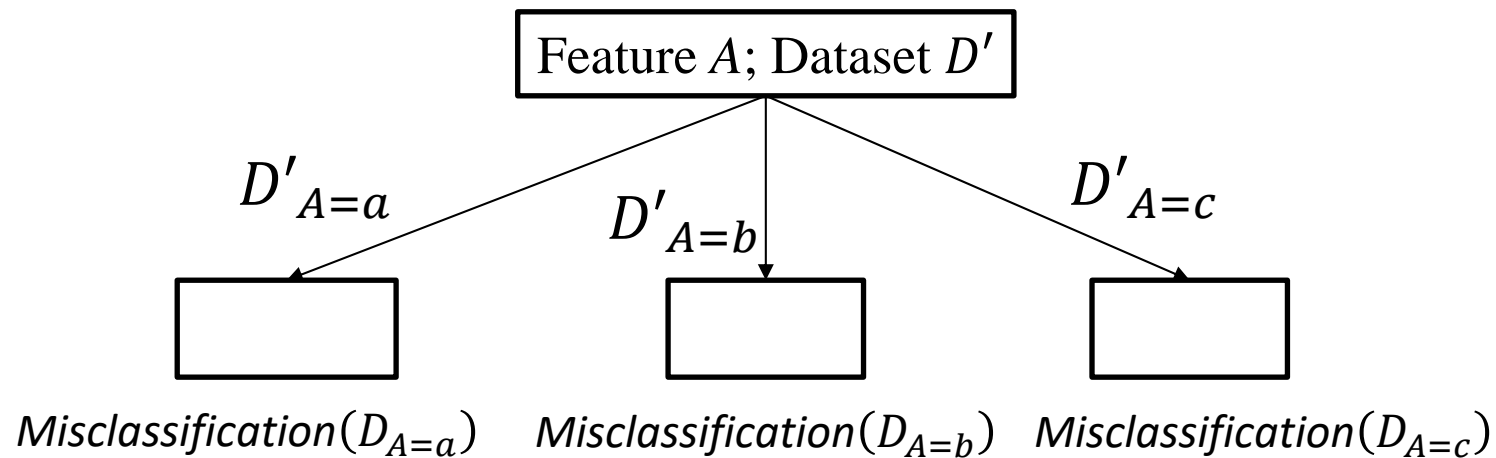 Feature A; Dataset D′
D′A=a
D′A=b
D′A=c
Misclassification(DA=a)
Misclassification(DA=b)
Misclassification(DA=c)